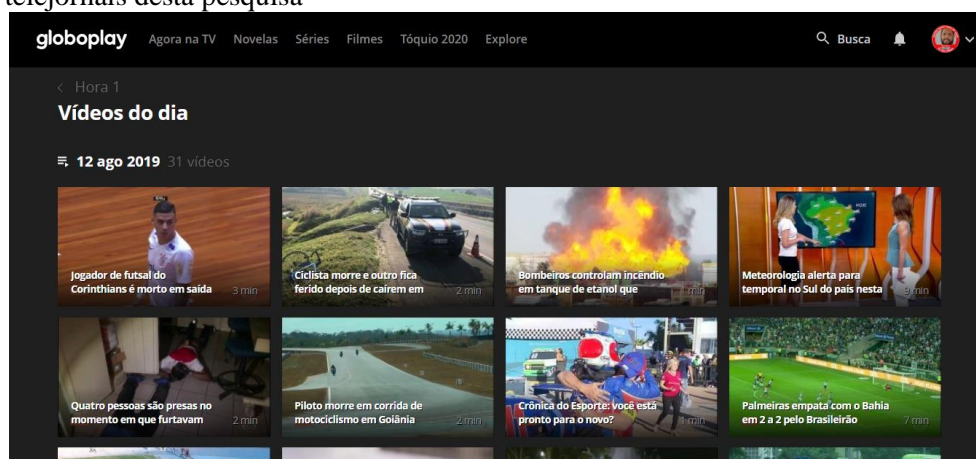 telejornais desta pesquisa
globoplay Agora na TV Novelas Séries Filmes Tóquio 2020 Explore Busca
< Hora 1
Vídeos do dia
12 ago 2019 31 vídeos
Jogador de futsal do
Corinthians é morto em saída 3 min
Ciclista morre e outro fica
ferido depois de caírem em 2 min
Bombeiros controlam incêndio
em tanque de etanol que 1 min
Meteorologia alerta para
temporal no Sul do país nesta min
Quatro pessoas são presas no
momento em que furtavam 2 min
Piloto morre em corrida de
motociclismo em Goiânia 2 min
Crônica do Esporte: você está
pronto para o novo? 1 min
Palmeiras empata com o Bahia
em 2 a 2 pelo Brasileirão 7 min